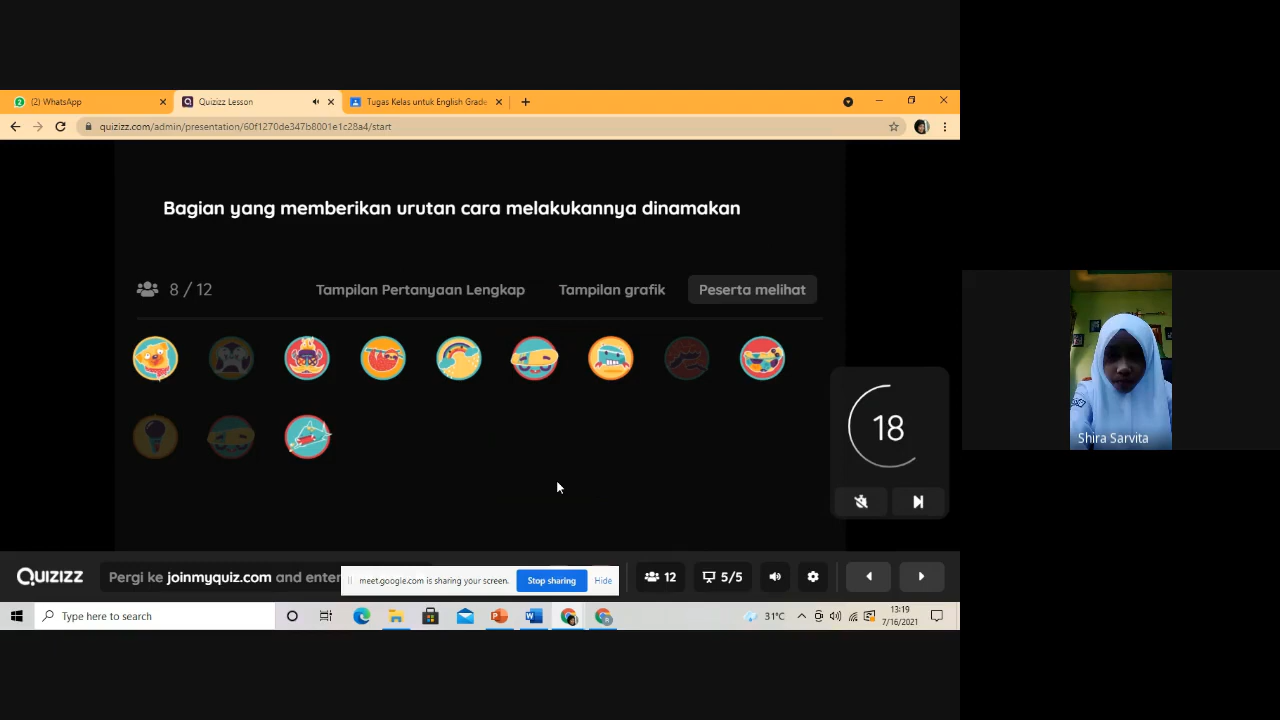 (2) WhatsApp
Quizizz Lesson
Tugas Kelas untuk English Grade
quizizz.com/admin/presentation/60f1270de347b8001e1c28a4/start
Bagian yang memberikan urutan cara melakukannya dinamakan
8 / 12
Tampilan Pertanyaan Lengkap
Tampilan grafik
Peserta melihat
18
Shira Sarvita
QUIZIZZ
Pergi ke joinmyquiz.com and enter
meet.google.com is sharing your screen.
Stop sharing
Hide
12
5/5
Type here to search
31°C
13:19
7/16/2021